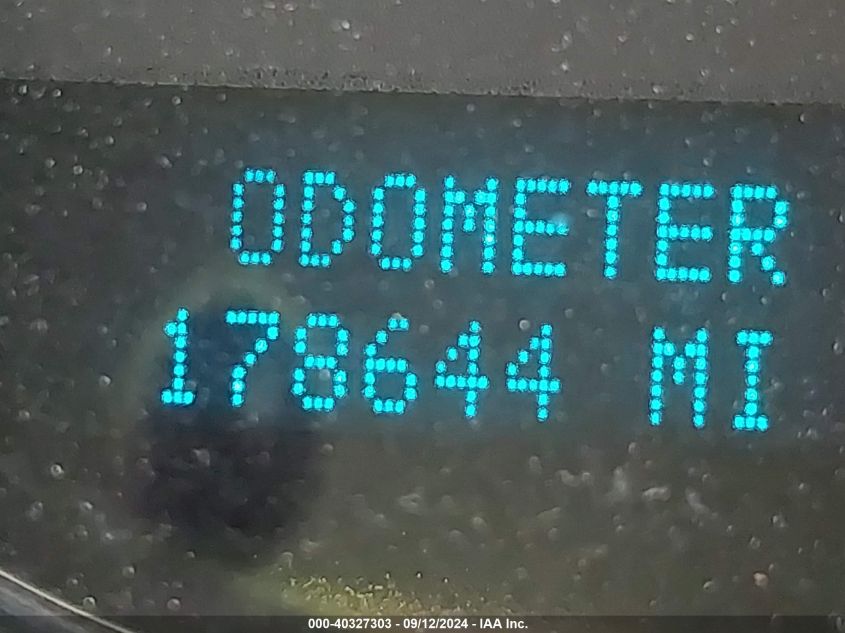 ODOMETER
178644 MI
000-40327303 - 09/12/2024 - IAA Inc.